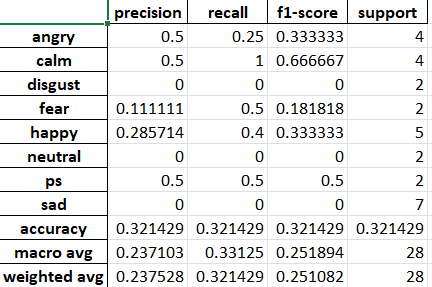 precision recall f1-score support
angry 0.5 0.25 0.333333 4
calm 0.5 1 0.666667 4
disgust 0 0 0 2
fear 0.111111 0.5 0.181818 2
happy 0.285714 0.4 0.333333 5
neutral 0 0 0 2
ps 0.5 0.5 0.5 2
sad 0 0 0 7
accuracy 0.321429 0.321429 0.321429 0.321429
macro avg 0.237103 0.33125 0.251894 28
weighted avg 0.237528 0.321429 0.251082 28